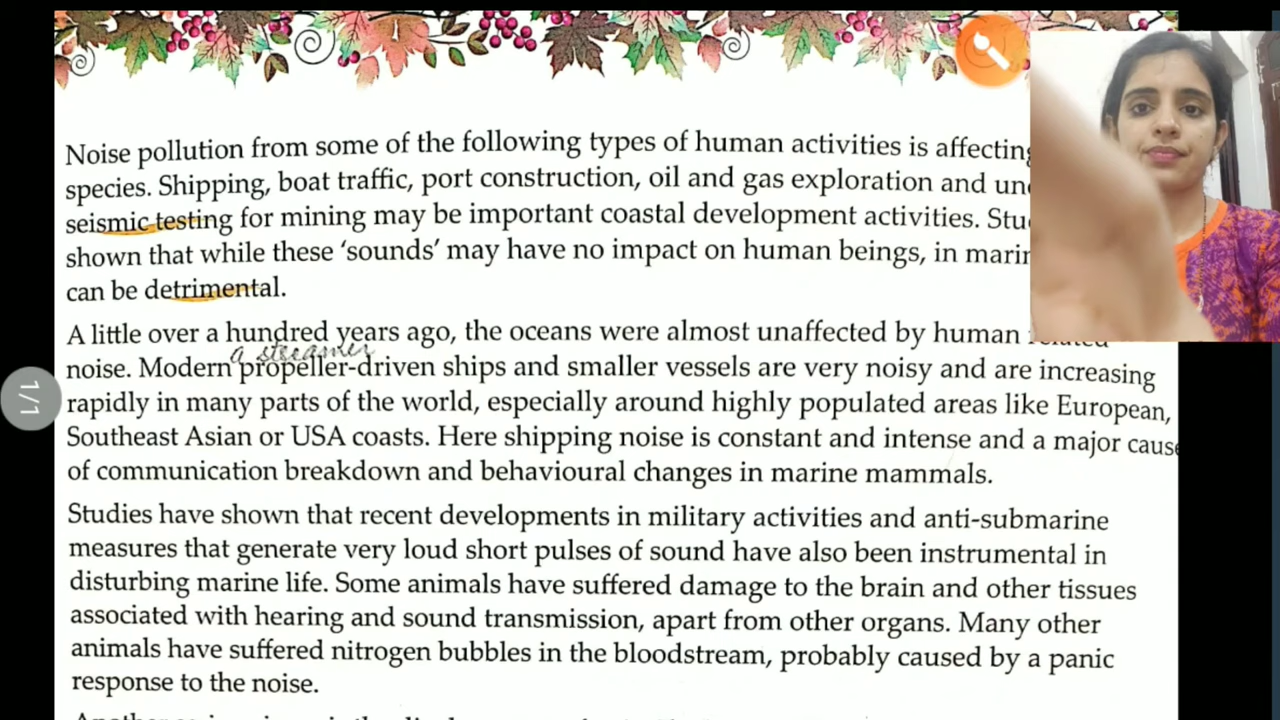 Noise pollution from some of the following types of human activities is affecting
species. Shipping, boat traffic, port construction, oil and gas exploration and
seismic testing for mining may be important coastal development activities.
shown that while these ‘sounds’ may have no impact on human beings, in
can be detrimental.
A little over a hundred years ago, the oceans were almost unaffected by human
a streamer
noise. Modern propeller-driven ships and smaller vessels are very noisy and are increasing
rapidly in many parts of the world, especially around highly populated areas like European,
Southeast Asian or USA coasts. Here shipping noise is constant and intense and a major cause
of communication breakdown and behavioural changes in marine mammals.
Studies have shown that recent developments in military activities and anti-submarine
measures that generate very loud short pulses of sound have also been instrumental in
disturbing marine life. Some animals have suffered damage to the brain and other tissues
associated with hearing and sound transmission, apart from other organs. Many other
animals have suffered nitrogen bubbles in the bloodstream, probably caused by a panic
response to the noise.
1/1